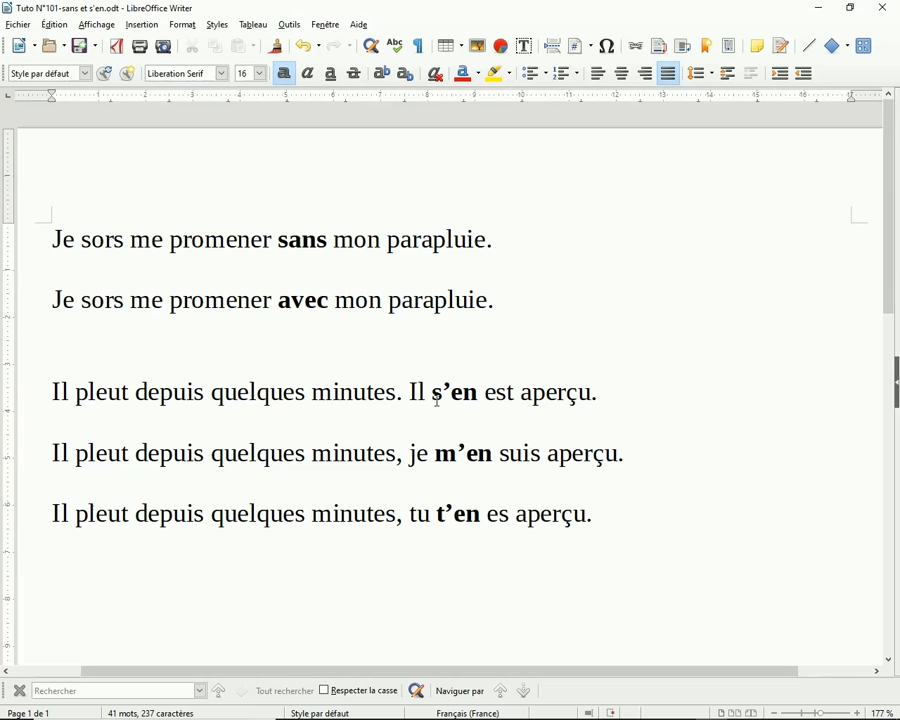 Tuto N°101-sans et s'en.odt - LibreOffice Writer
Fichier Édition Affichage Insertion Format Styles Tableau Outils Fenêtre Aide
Style par défaut Liberation Serif 16
Je sors me promener sans mon parapluie.
Je sors me promener avec mon parapluie.
Il pleut depuis quelques minutes. Il s’en est aperçu.
Il pleut depuis quelques minutes, je m’en suis aperçu.
Il pleut depuis quelques minutes, tu t’en es aperçu.
Rechercher Tout rechercher Respecter la casse Naviguer par
Page 1 de 1 41 mots, 237 caractères Style par défaut Français (France) 177 %